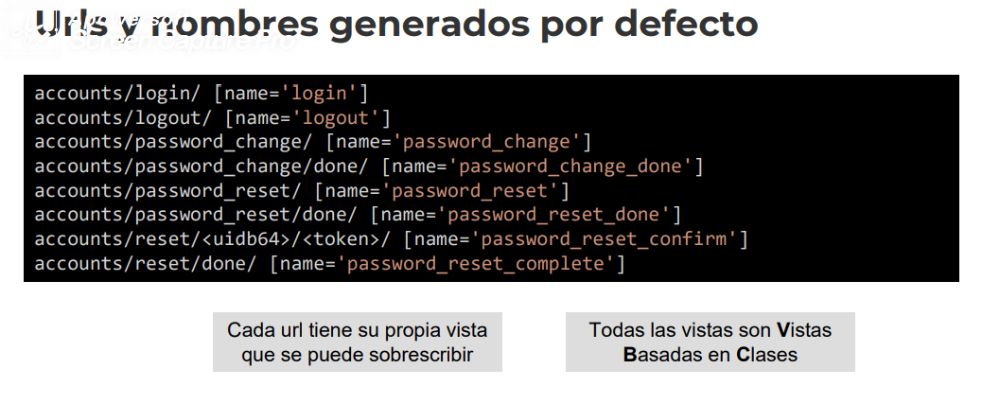 Urls y nombres generados por defecto
Screen Capture Pro
accounts/login/ [name='login']
accounts/logout/ [name='logout']
accounts/password_change/ [name='password_change']
accounts/password_change/done/ [name='password_change_done']
accounts/password_reset/ [name='password_reset']
accounts/password_reset/done/ [name='password_reset_done']
accounts/reset/<uidb64>/<token>/ [name='password_reset_confirm']
accounts/reset/done/ [name='password_reset_complete']
Cada url tiene su propia vista
que se puede sobrescribir
Todas las vistas son Vistas
Basadas en Clases